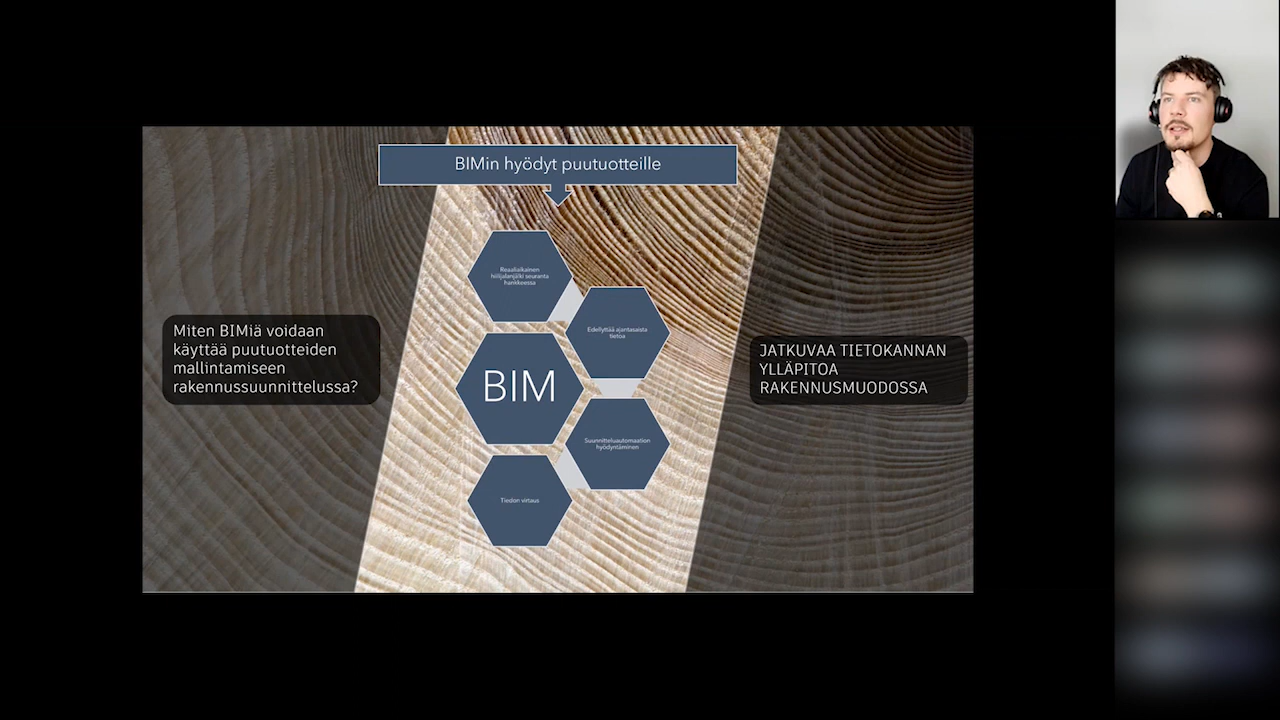 BIMin hyödyt puutuotteille
Reaaliaikainen
hiilijalanjälki seuranta
hankkeessa
Edellyttää ajantasaista
tietoa
Miten BIMiä voidaan
käyttää puutuotteiden
mallintamiseen
rakennussuunnittelussa?
BIM
JATKUVAA TIETOKANNAN
YLLÄPITOA
RAKENNUSMUODOSSA
Suunnitteluautomaation
hyödyntäminen
Tiedon virtaus